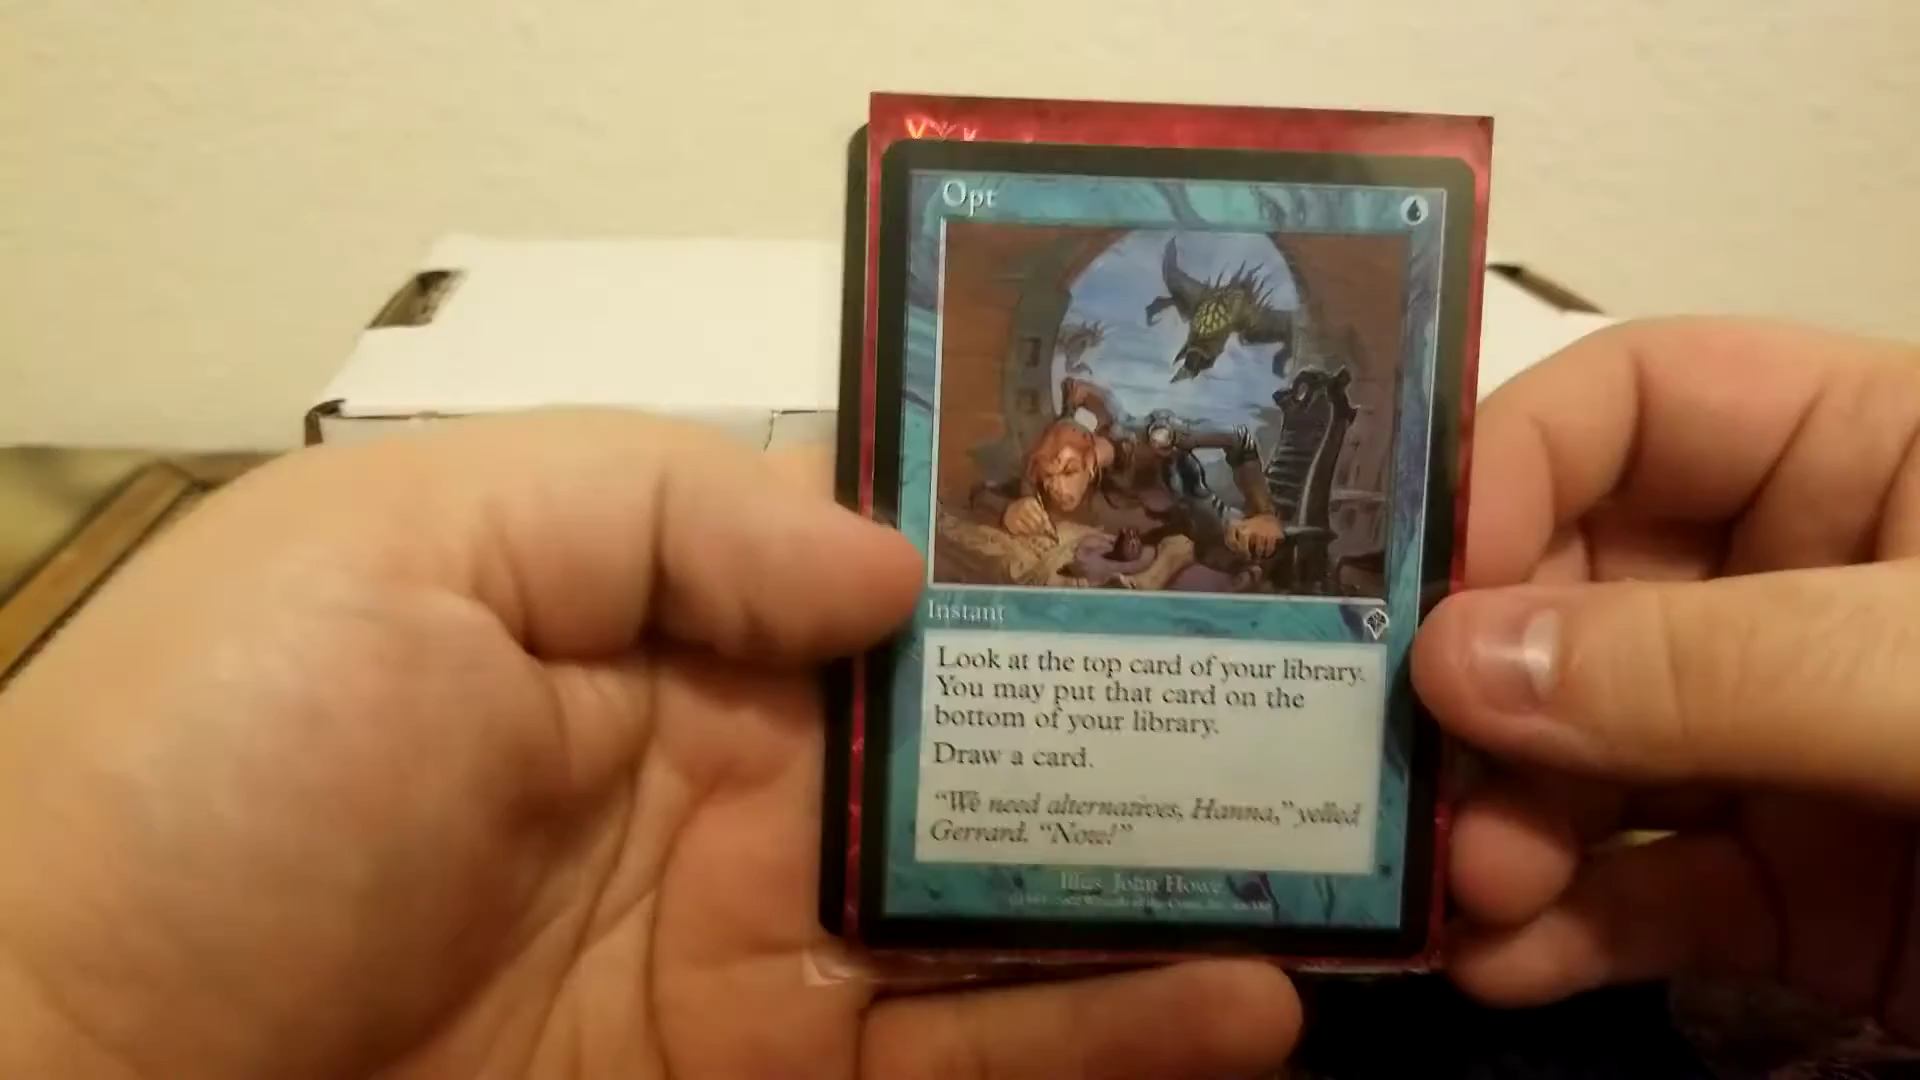 Opt
Instant
Look at the top card of your library.
You may put that card on the
bottom of your library.
Draw a card.
“We need alternatives, Hanna,” yelled
Gerrard. “Now!”
Illus. John Howe